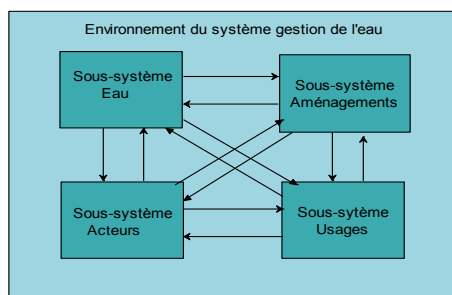 Environnement du système gestion de l'eau
Sous-système
Eau
Sous-système
Aménagements
Sous-système
Acteurs
Sous-sytème
Usages